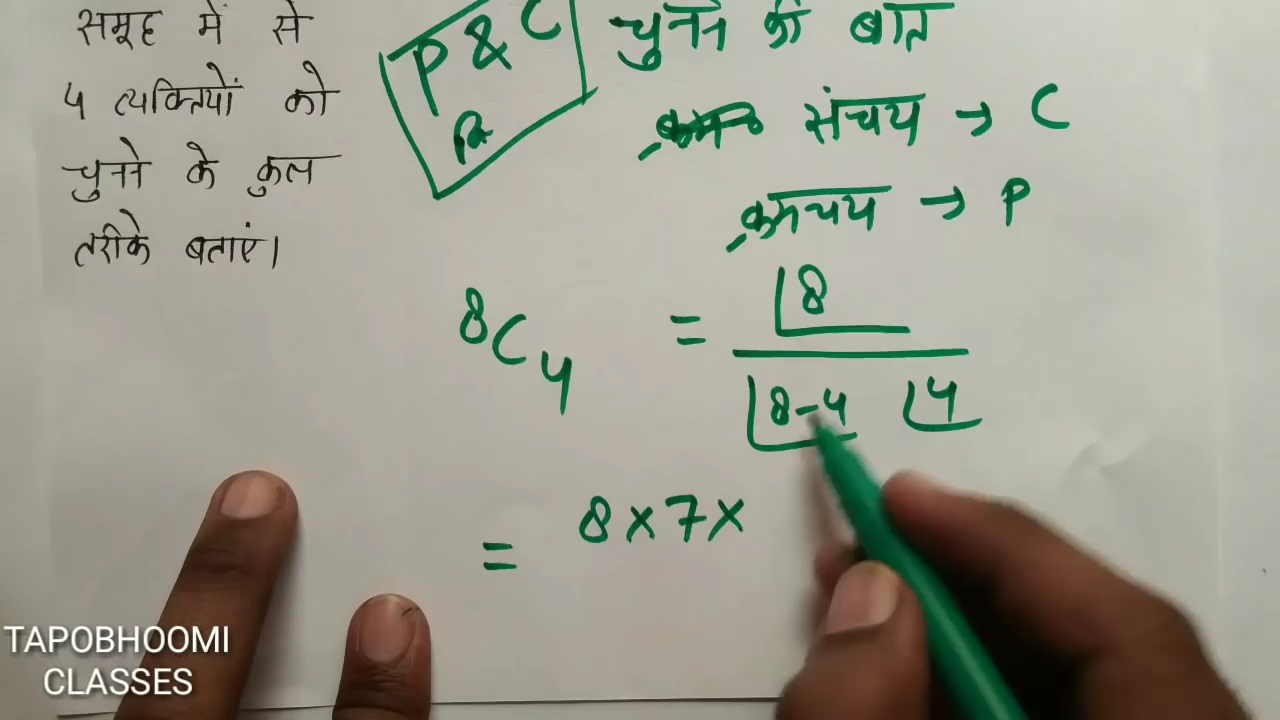 समूह में से
4 व्यक्तियों को
चुनने के कुल
तरीके बताएं।
P & C
चुनने की बात
संचय → C
क्रमचय → P
8C4 = |8
|8-4 |4
= 8×7×
TAPOBHOOMI
CLASSES